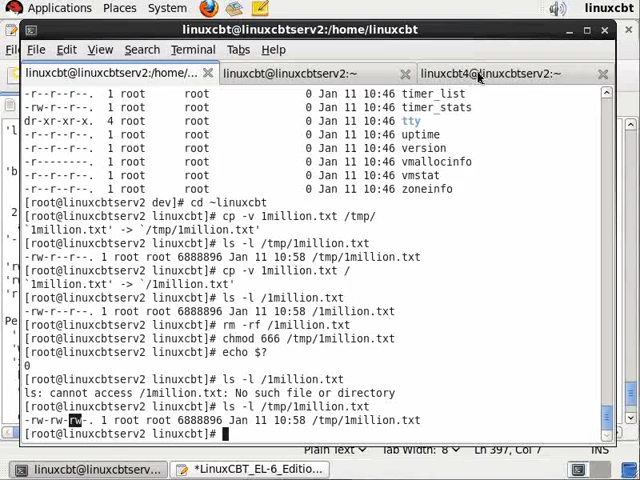 Applications Places System
linuxcbt@linuxcbtserv2:/home/linuxcbt
File Edit View Search Terminal Tabs Help
linuxcbt@linuxcbtserv2:/home/... linuxcbt@linuxcbtserv2:~ linuxcbt4@linuxcbtserv2:~
-r--r--r--. 1 root root 0 Jan 11 10:46 timer_list
-rw-r--r--. 1 root root 0 Jan 11 10:46 timer_stats
dr-xr-xr-x. 4 root root 0 Jan 11 10:46 tty
-r--r--r--. 1 root root 0 Jan 11 10:46 uptime
-r--r--r--. 1 root root 0 Jan 11 10:46 version
-r--------. 1 root root 0 Jan 11 10:46 vmallocinfo
-r--r--r--. 1 root root 0 Jan 11 10:46 vmstat
-r--r--r--. 1 root root 0 Jan 11 10:46 zoneinfo
[root@linuxcbtserv2 dev]# cd ~linuxcbt
[root@linuxcbtserv2 linuxcbt]# cp -v 1million.txt /tmp/
`1million.txt' -> `/tmp/1million.txt'
[root@linuxcbtserv2 linuxcbt]# ls -l /tmp/1million.txt
-rw-r--r--. 1 root root 6888896 Jan 11 10:58 /tmp/1million.txt
[root@linuxcbtserv2 linuxcbt]# cp -v 1million.txt /
`1million.txt' -> `/1million.txt'
[root@linuxcbtserv2 linuxcbt]# ls -l /1million.txt
-rw-r--r--. 1 root root 6888896 Jan 11 10:58 /1million.txt
[root@linuxcbtserv2 linuxcbt]# rm -rf /1million.txt
[root@linuxcbtserv2 linuxcbt]# chmod 666 /tmp/1million.txt
[root@linuxcbtserv2 linuxcbt]# echo $?
0
[root@linuxcbtserv2 linuxcbt]# ls -l /1million.txt
ls: cannot access /1million.txt: No such file or directory
[root@linuxcbtserv2 linuxcbt]# ls -l /tmp/1million.txt
-rw-rw-rw-. 1 root root 6888896 Jan 11 10:58 /tmp/1million.txt
[root@linuxcbtserv2 linuxcbt]#
Plain Text Tab Width: 8 Ln 397, Col 7 INS
linuxcbt@linuxcbtserv... *LinuxCBT_EL-6_Editio...